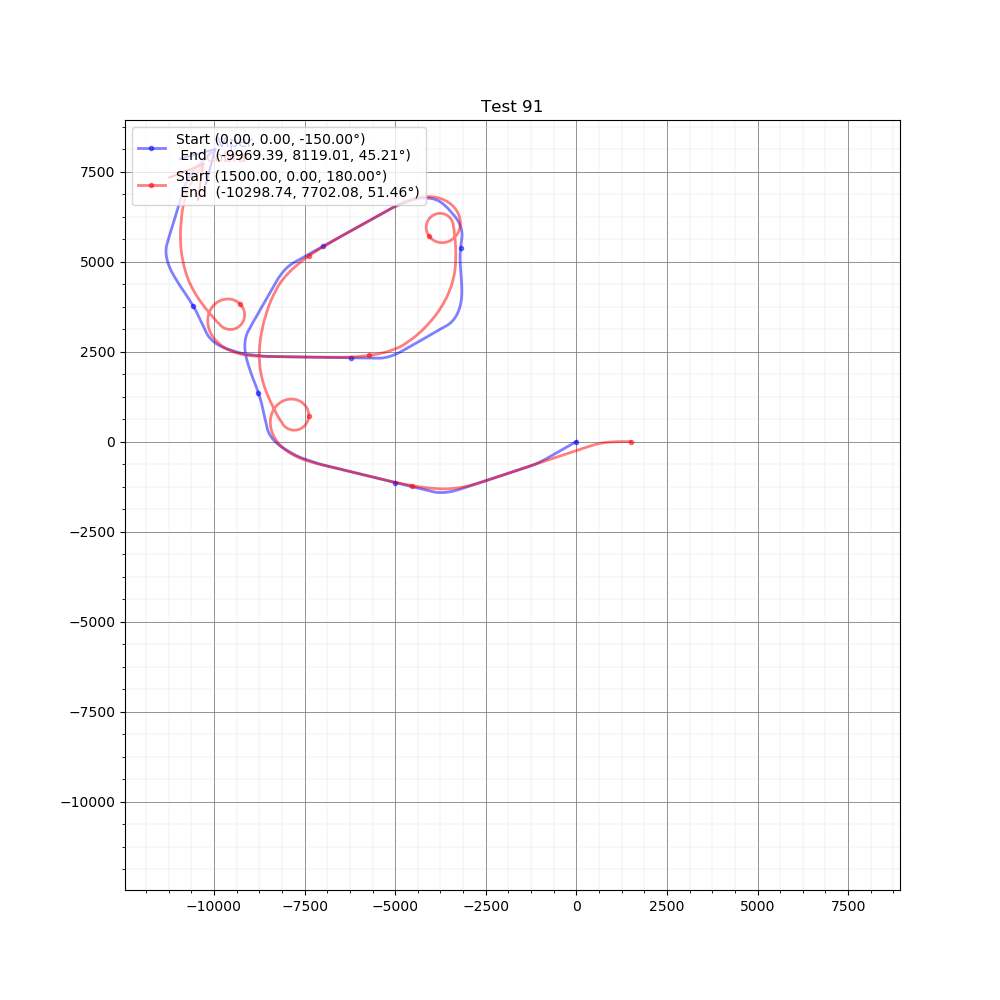 Test 91
Start (0.00, 0.00, -150.00°)
End (-9969.39, 8119.01, 45.21°)
Start (1500.00, 0.00, 180.00°)
End (-10298.74, 7702.08, 51.46°)
7500
5000
2500
0
−2500
−5000
−7500
−10000
−10000 −7500 −5000 −2500 0 2500 5000 7500